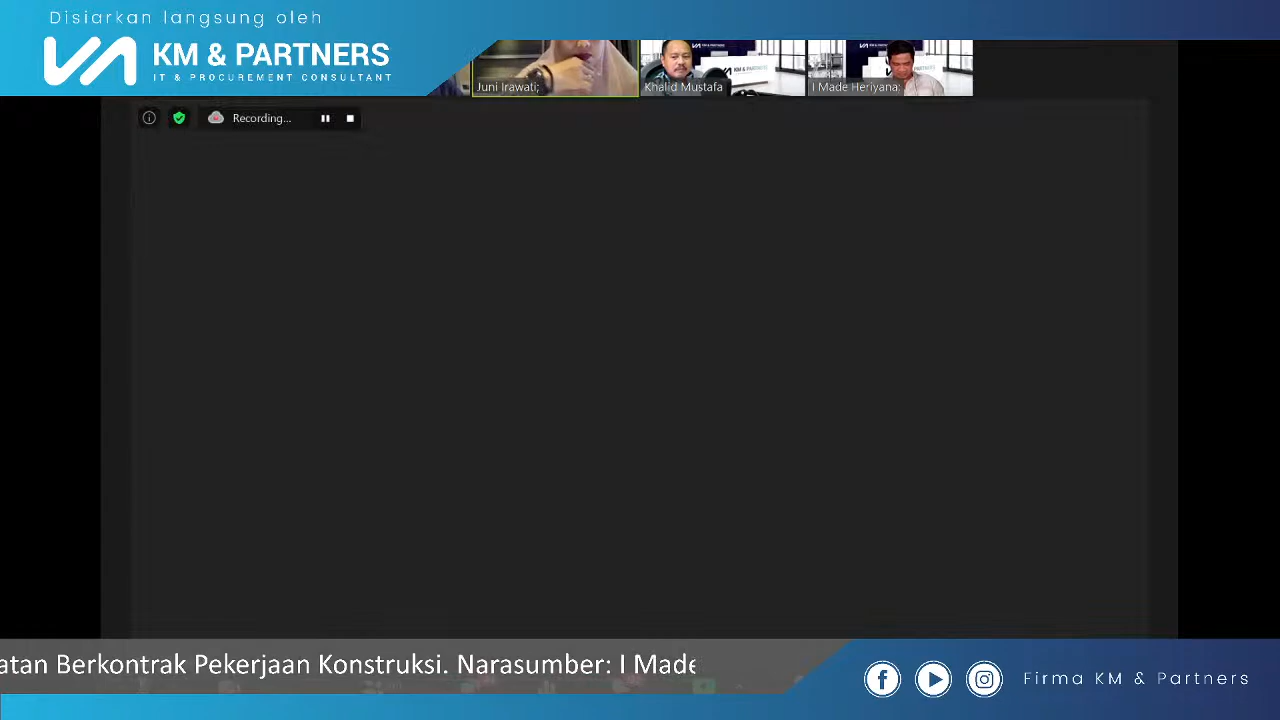 Disiarkan langsung oleh
KM & PARTNERS
IT & PROCUREMENT CONSULTANT
Juni Irawati;
Khalid Mustafa
I Made Heriyana;
Recording...
atan Berkontrak Pekerjaan Konstruksi. Narasumber: I Made
Firma KM & Partners